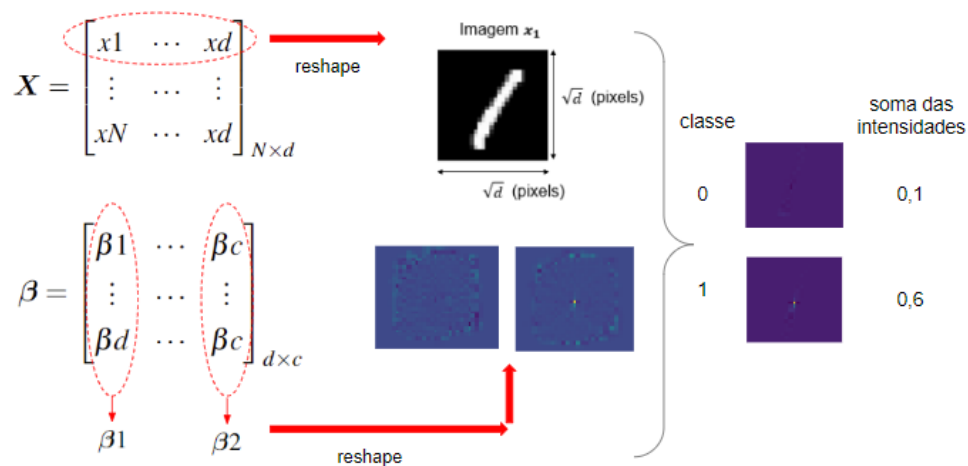 X = [x1 ⋯ xd
⋮ ⋯ ⋮
xN ⋯ xd] N×d
reshape
Imagem x₁
√d (pixels)
√d (pixels)
β = [β1 ⋯ βc
⋮ ⋯ ⋮
βd ⋯ βc] d×c
β1 β2
reshape
classe
soma das
intensidades
0 0,1
1 0,6